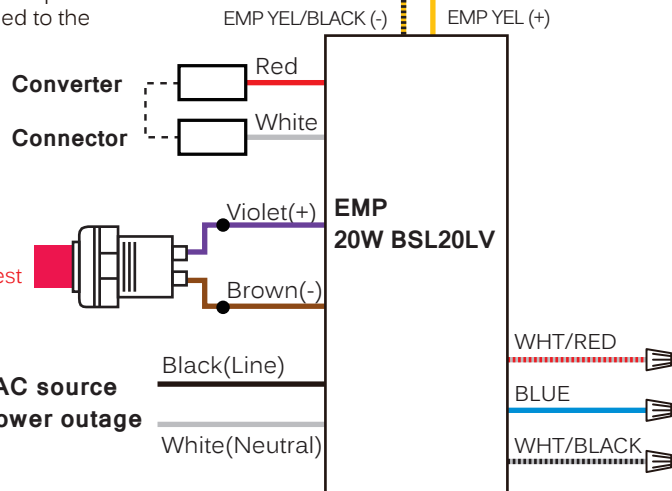 ed to the
EMP YEL/BLACK (-)
EMP YEL (+)
Converter
Red
Connector
White
Violet(+)
EMP
20W BSL20LV
est
Brown(-)
WHT/RED
Black(Line)
AC source
ower outage
BLUE
White(Neutral)
WHT/BLACK